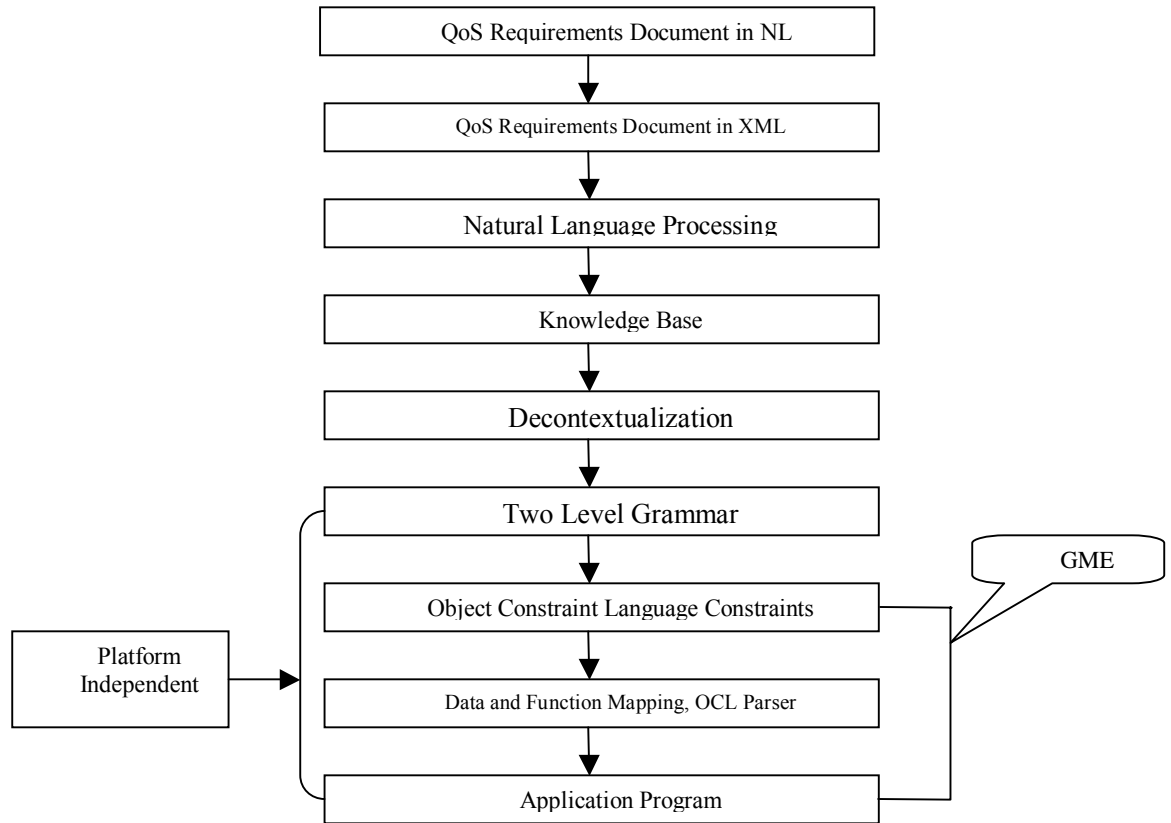 QoS Requirements Document in NL
QoS Requirements Document in XML
Natural Language Processing
Knowledge Base
Decontextualization
Two Level Grammar
GME
Object Constraint Language Constraints
Platform
Independent
Data and Function Mapping, OCL Parser
Application Program